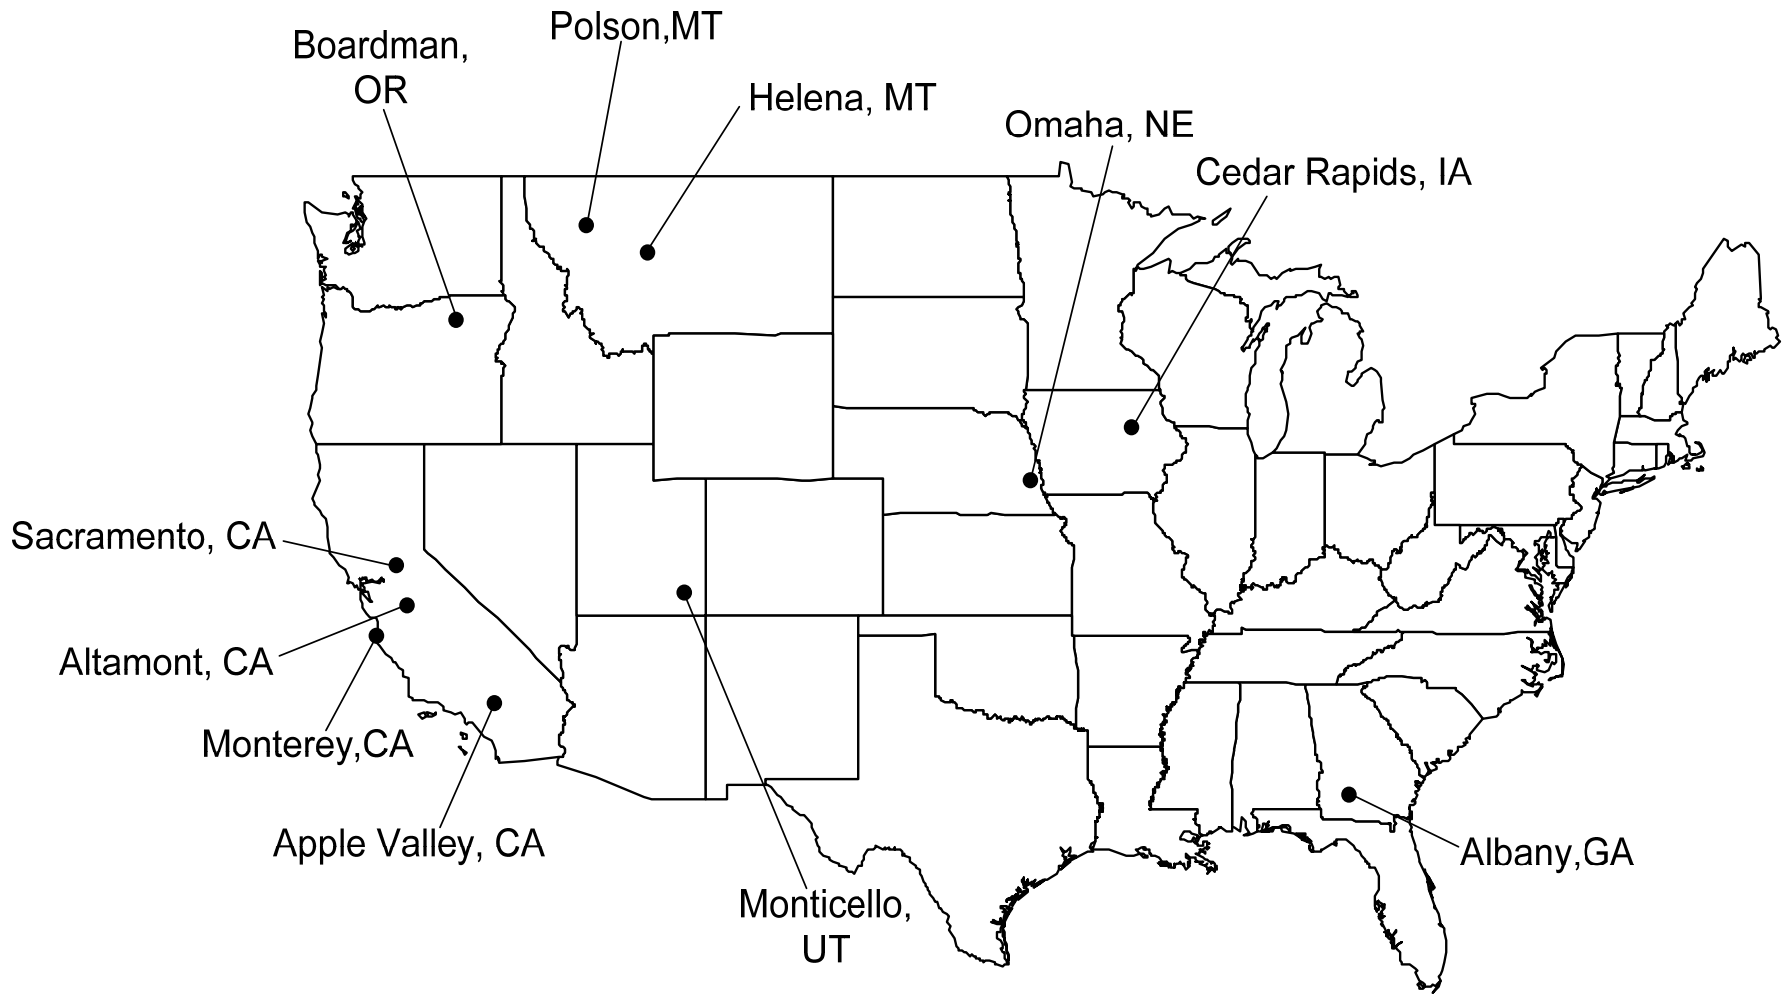 Polson,MT
Boardman,
OR
Helena, MT
Omaha, NE
Cedar Rapids, IA
Sacramento, CA
Altamont, CA
Monterey,CA
Apple Valley, CA
Albany,GA
Monticello,
UT